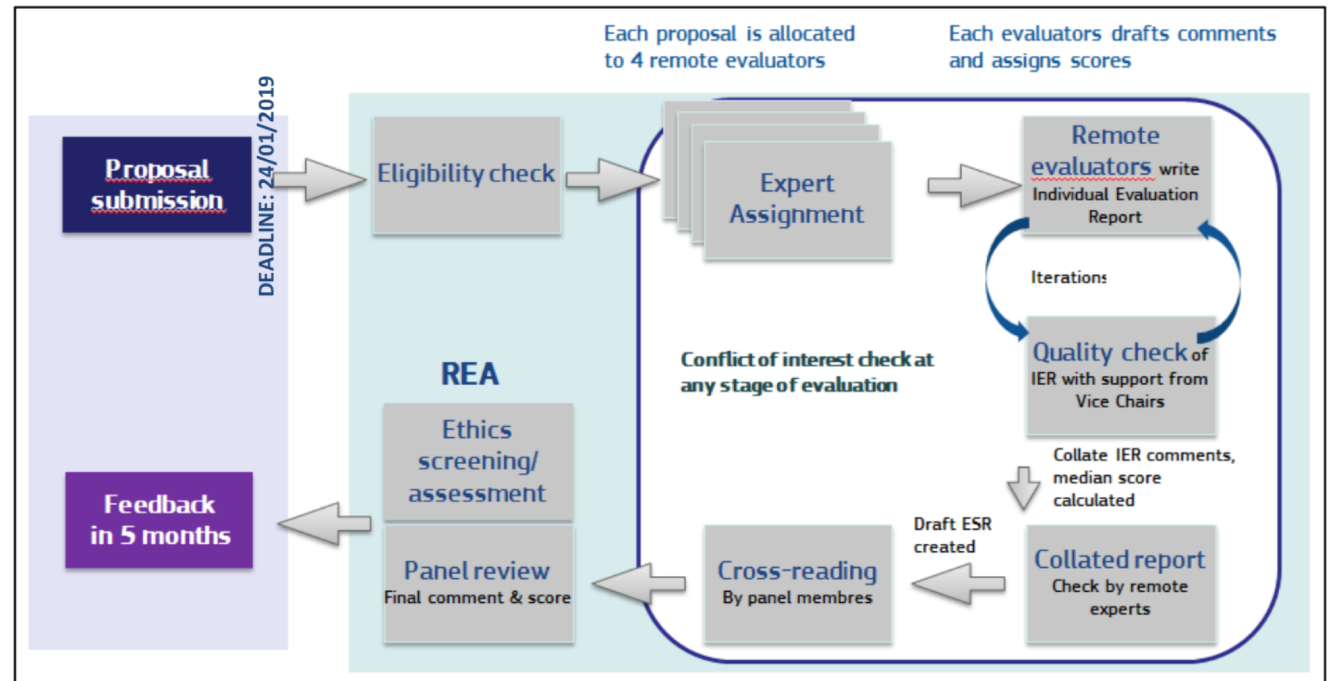 Each proposal is allocated
to 4 remote evaluators
Each evaluators drafts comments
and assigns scores
Proposal
submission
DEADLINE: 24/01/2019
Eligibility check
Expert
Assignment
Remote
evaluators write
Individual Evaluation
Report
Iterations
Conflict of interest check at
any stage of evaluation
Quality check of
IER with support from
Vice Chairs
REA
Ethics
screening/
assessment
Collate IER comments,
median score
calculated
Feedback
in 5 months
Panel review
Final comment & score
Cross-reading
By panel membres
Draft ESR
created
Collated report
Check by remote
experts